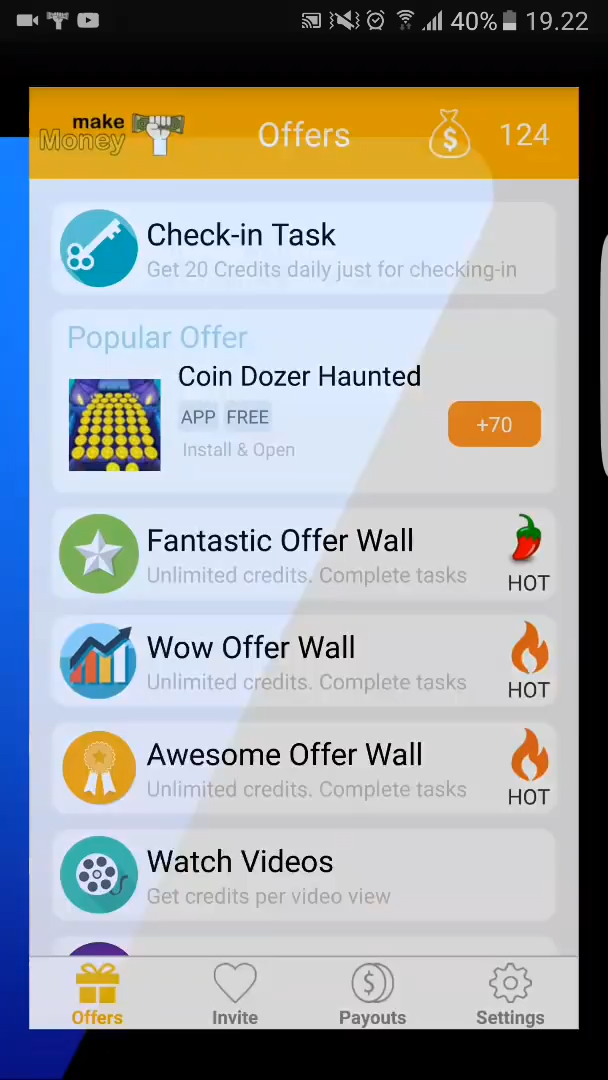 40% 19.22
make
Money
Offers
124
Check-in Task
Get 20 Credits daily just for checking-in
Popular Offer
Coin Dozer Haunted
APP FREE
+70
Install & Open
Fantastic Offer Wall
Unlimited credits. Complete tasks
HOT
Wow Offer Wall
Unlimited credits. Complete tasks
HOT
Awesome Offer Wall
Unlimited credits. Complete tasks
HOT
Watch Videos
Get credits per video view
Offers Invite Payouts Settings